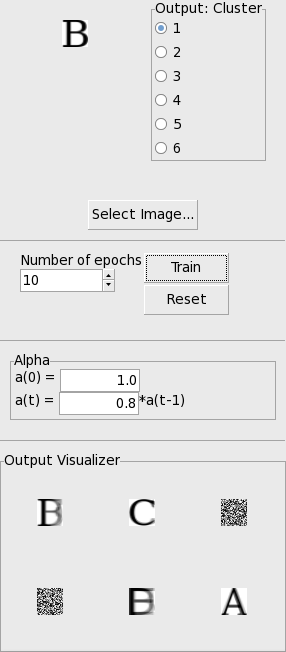 B
Output: Cluster
1
2
3
4
5
6
Select Image...
Number of epochs
10
Train
Reset
Alpha
a(0) = 1.0
a(t) = 0.8 *a(t-1)
Output Visualizer
B C
A